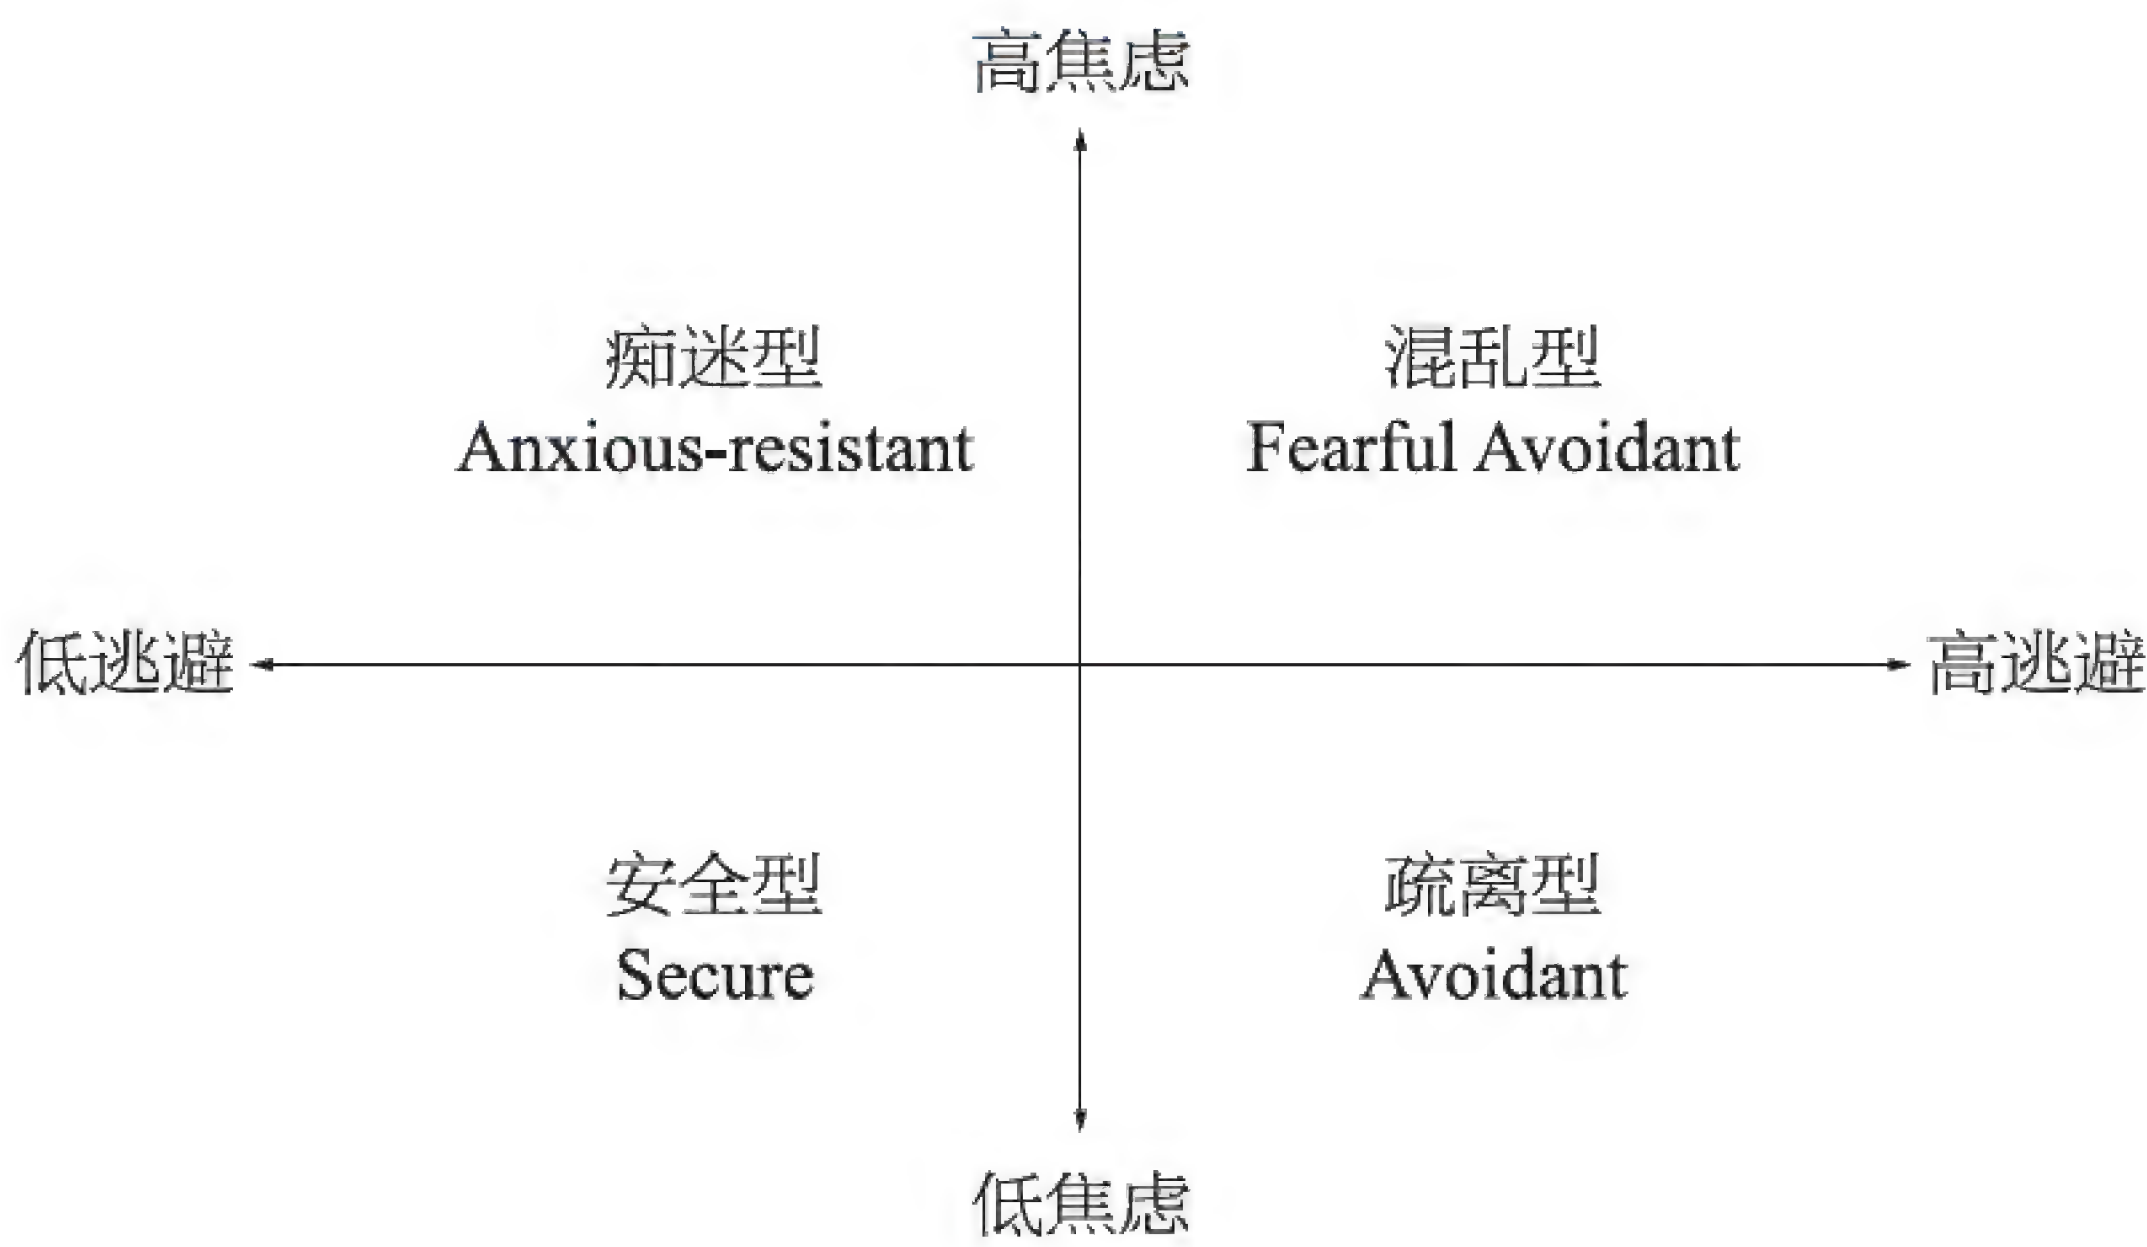 高焦虑
痴迷型
Anxious-resistant
混乱型
Fearful Avoidant
低逃避
高逃避
安全型
Secure
疏离型
Avoidant
低焦虑